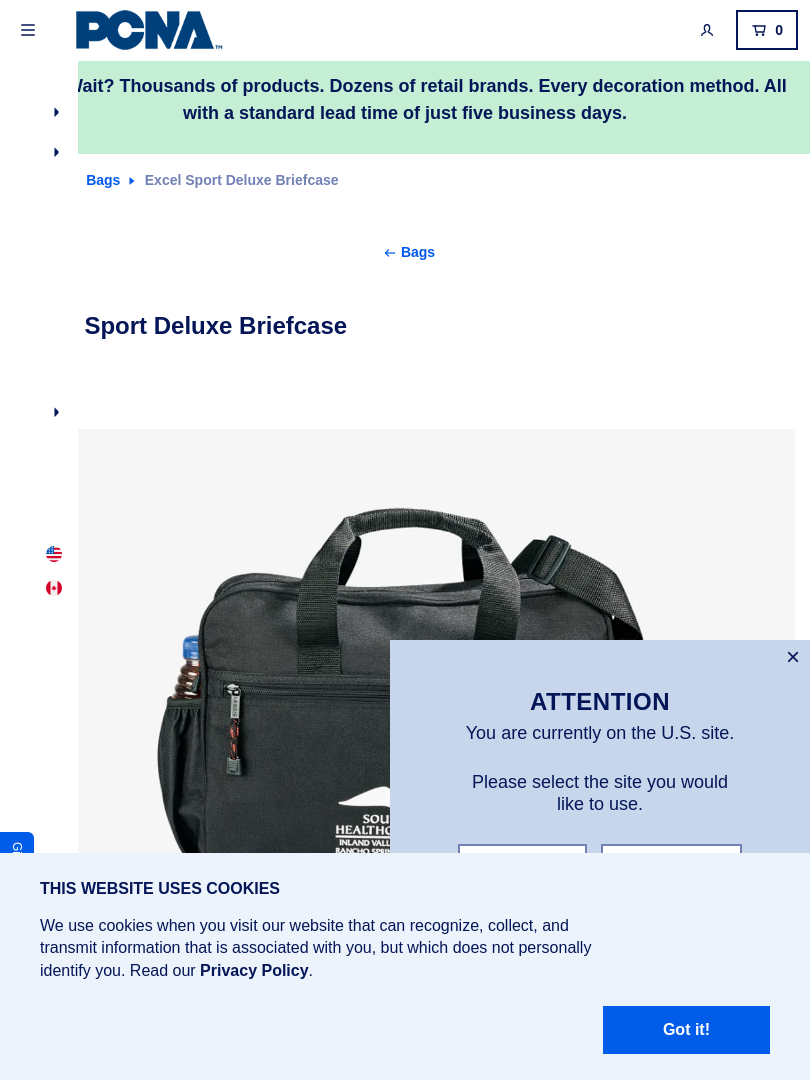 PCNA™
0
Wait? Thousands of products. Dozens of retail brands. Every decoration method. All
with a standard lead time of just five business days.
Bags
Excel Sport Deluxe Briefcase
Bags
Sport Deluxe Briefcase
ATTENTION
You are currently on the U.S. site.
Please select the site you would
like to use.
HEALTHC
INLAND VAL
THIS WEBSITE USES COOKIES
We use cookies when you visit our website that can recognize, collect, and
transmit information that is associated with you, but which does not personally
identify you. Read our Privacy Policy.
Got it!